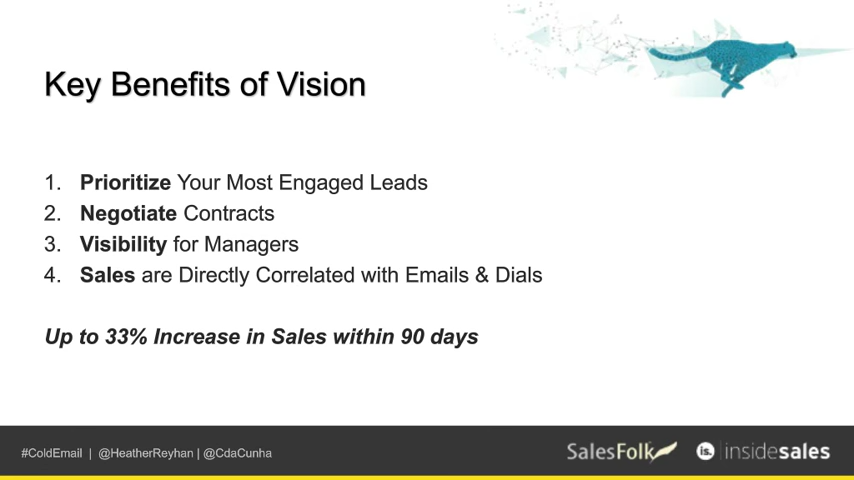 Key Benefits of Vision
1. Prioritize Your Most Engaged Leads
2. Negotiate Contracts
3. Visibility for Managers
4. Sales are Directly Correlated with Emails & Dials
Up to 33% Increase in Sales within 90 days
#ColdEmail | @HeatherReyhan | @CdaCunha
SalesFolk
is. insidesales